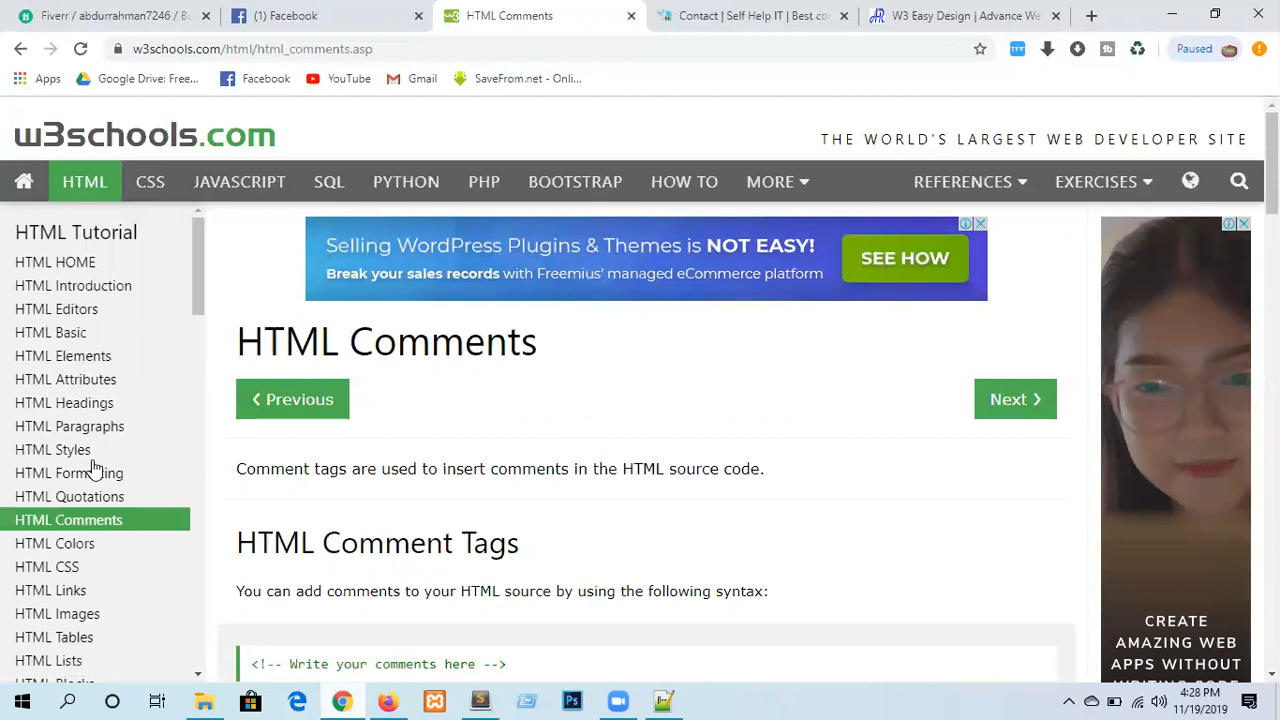 Fiverr / abdurrahman7246 /
(1) Facebook
HTML Comments
Contact | Self Help IT | Best co
W3 Easy Design | Advance We
w3schools.com/html/html_comments.asp
Paused
Apps
Google Drive: Free...
Facebook
YouTube
Gmail
SaveFrom.net - Onli...
w3schools.com
THE WORLD'S LARGEST WEB DEVELOPER SITE
HTML CSS JAVASCRIPT SQL PYTHON PHP BOOTSTRAP HOW TO MORE REFERENCES EXERCISES
HTML Tutorial
HTML HOME
HTML Introduction
HTML Editors
HTML Basic
HTML Elements
HTML Attributes
HTML Headings
HTML Paragraphs
HTML Styles
HTML Formatting
HTML Quotations
HTML Comments
HTML Colors
HTML CSS
HTML Links
HTML Images
HTML Tables
HTML Lists
Selling WordPress Plugins & Themes is NOT EASY!
Break your sales records with Freemius' managed eCommerce platform
SEE HOW
HTML Comments
❮ Previous
Next ❯
Comment tags are used to insert comments in the HTML source code.
HTML Comment Tags
You can add comments to your HTML source by using the following syntax:
<!-- Write your comments here -->
CREATE
AMAZING WEB
APPS WITHOUT
4:28 PM
11/19/2019